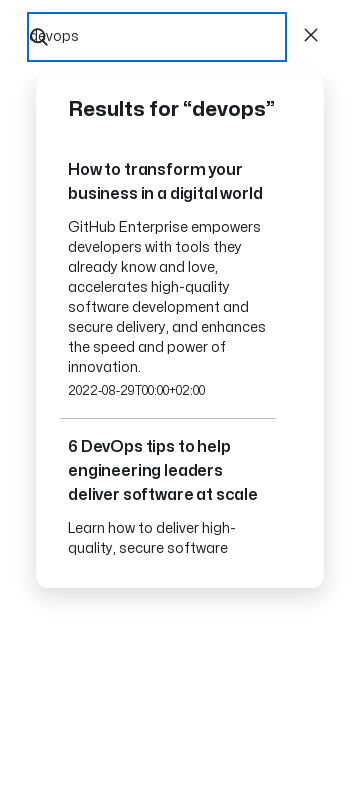 devops
Results for “devops”
How to transform your
business in a digital world
GitHub Enterprise empowers
developers with tools they
already know and love,
accelerates high-quality
software development and
secure delivery, and enhances
the speed and power of
innovation.
2022-08-29T00:00+02:00
6 DevOps tips to help
engineering leaders
deliver software at scale
Learn how to deliver high-
quality, secure software